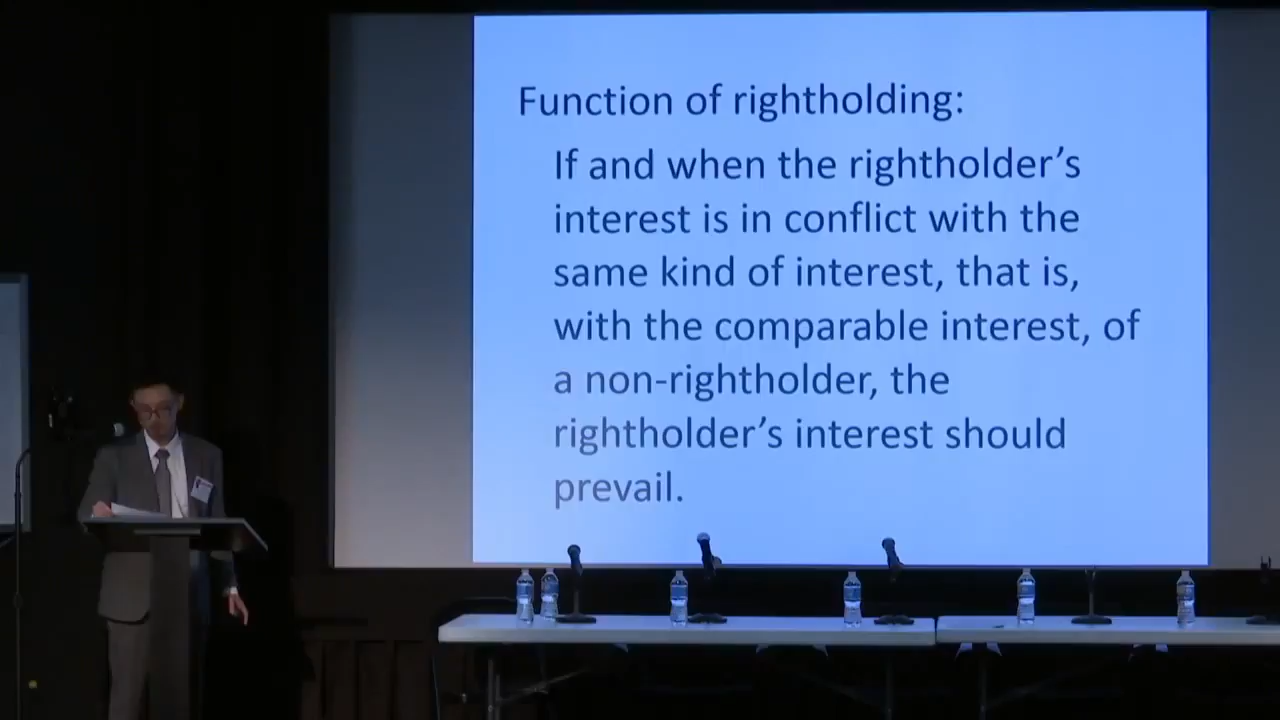 Function of rightholding:
If and when the rightholder’s
interest is in conflict with the
same kind of interest, that is,
with the comparable interest, of
a non-rightholder, the
rightholder’s interest should
prevail.